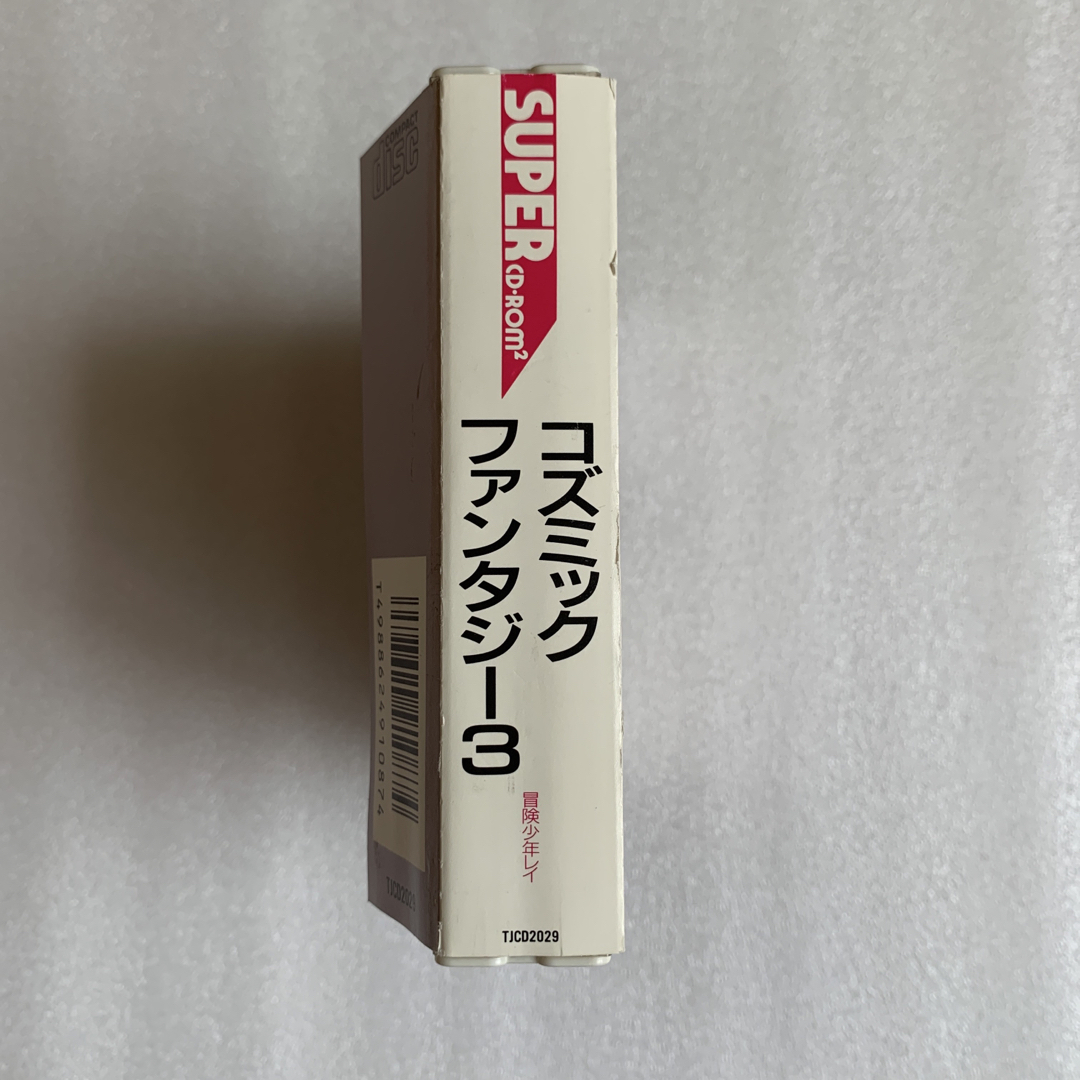 SUPER
CD-ROM²
コズミック
ファンタジー3
冒険少年レイ
TJCD2029
COMPACT
disc
T4988624910874
TJCD2029